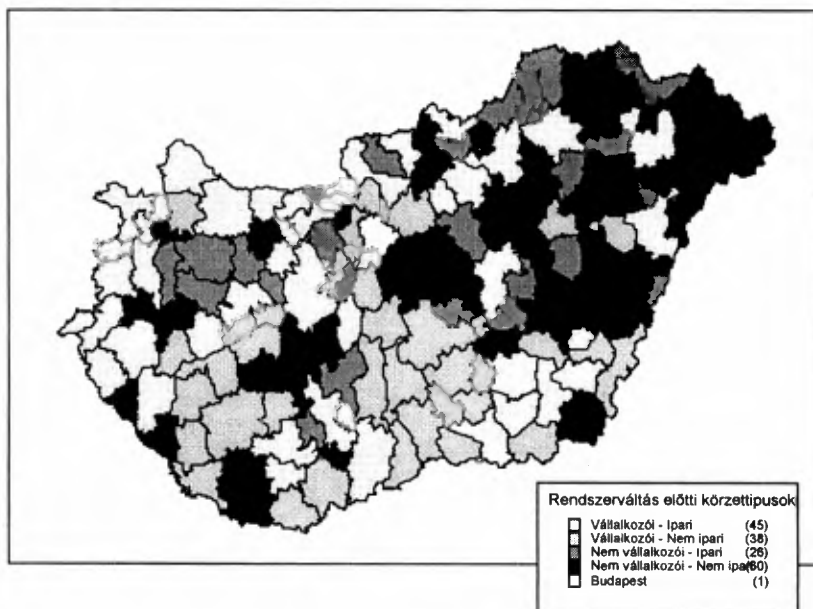 Rendszerváltás előtti körzettipusok
Vállalkozói - Ipari (45)
Vállalkozói - Nem ipari (38)
Nem vállalkozói - Ipari (26)
Nem vállalkozói - Nem ipari(60)
Budapest (1)